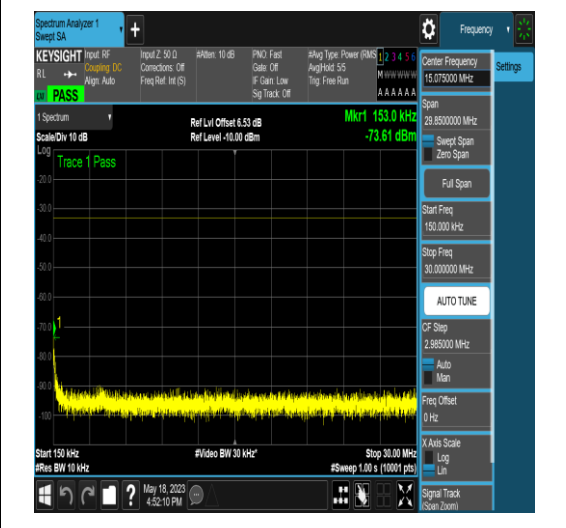 Spectrum Analyzer 1
Swept SA
+
Frequency
KEYSIGHT
Input: RF
Coupling: DC
Align: Auto
RL
PASS
Input Z: 50 Ω
Corrections: Off
Freq Ref: Int (S)
#Atten: 10 dB
PNO: Fast
Gate: Off
IF Gain: Low
Sig Track: Off
#Avg Type: Power (RMS
Avg|Hold: 5/5
Trig: Free Run
1 2 3 4 5 6
M W W W W W
A A A A A A
1 Spectrum
Scale/Div 10 dB
Ref Lvl Offset 6.53 dB
Ref Level -10.00 dBm
Mkr1 153.0 kHz
-73.61 dBm
Log
Trace 1 Pass
-20.0
-30.0
-40.0
-50.0
-60.0
-70.0
-80.0
-90.0
-100
1
Start 150 kHz
#Res BW 10 kHz
#Video BW 30 kHz*
Stop 30.00 MHz
#Sweep 1.00 s (10001 pts)
?
May 18, 2023
4:52:10 PM
Center Frequency
15.075000 MHz
Span
29.8500000 MHz
Swept Span
Zero Span
Full Span
Start Freq
150.000 kHz
Stop Freq
30.000000 MHz
AUTO TUNE
CF Step
2.985000 MHz
Auto
Man
Freq Offset
0 Hz
X Axis Scale
Log
Lin
Signal Track
(Span Zoom)
Settings